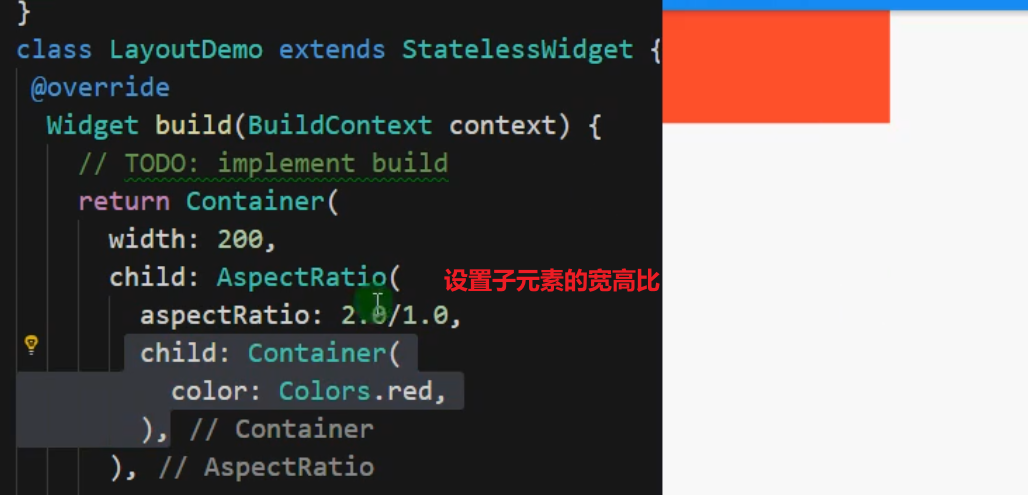 }
class LayoutDemo extends StatelessWidget {
@override
Widget build(BuildContext context) {
// TODO: implement build
return Container(
width: 200,
child: AspectRatio( 设置子元素的宽高比
aspectRatio: 2.0/1.0,
child: Container(
color: Colors.red,
), // Container
), // AspectRatio